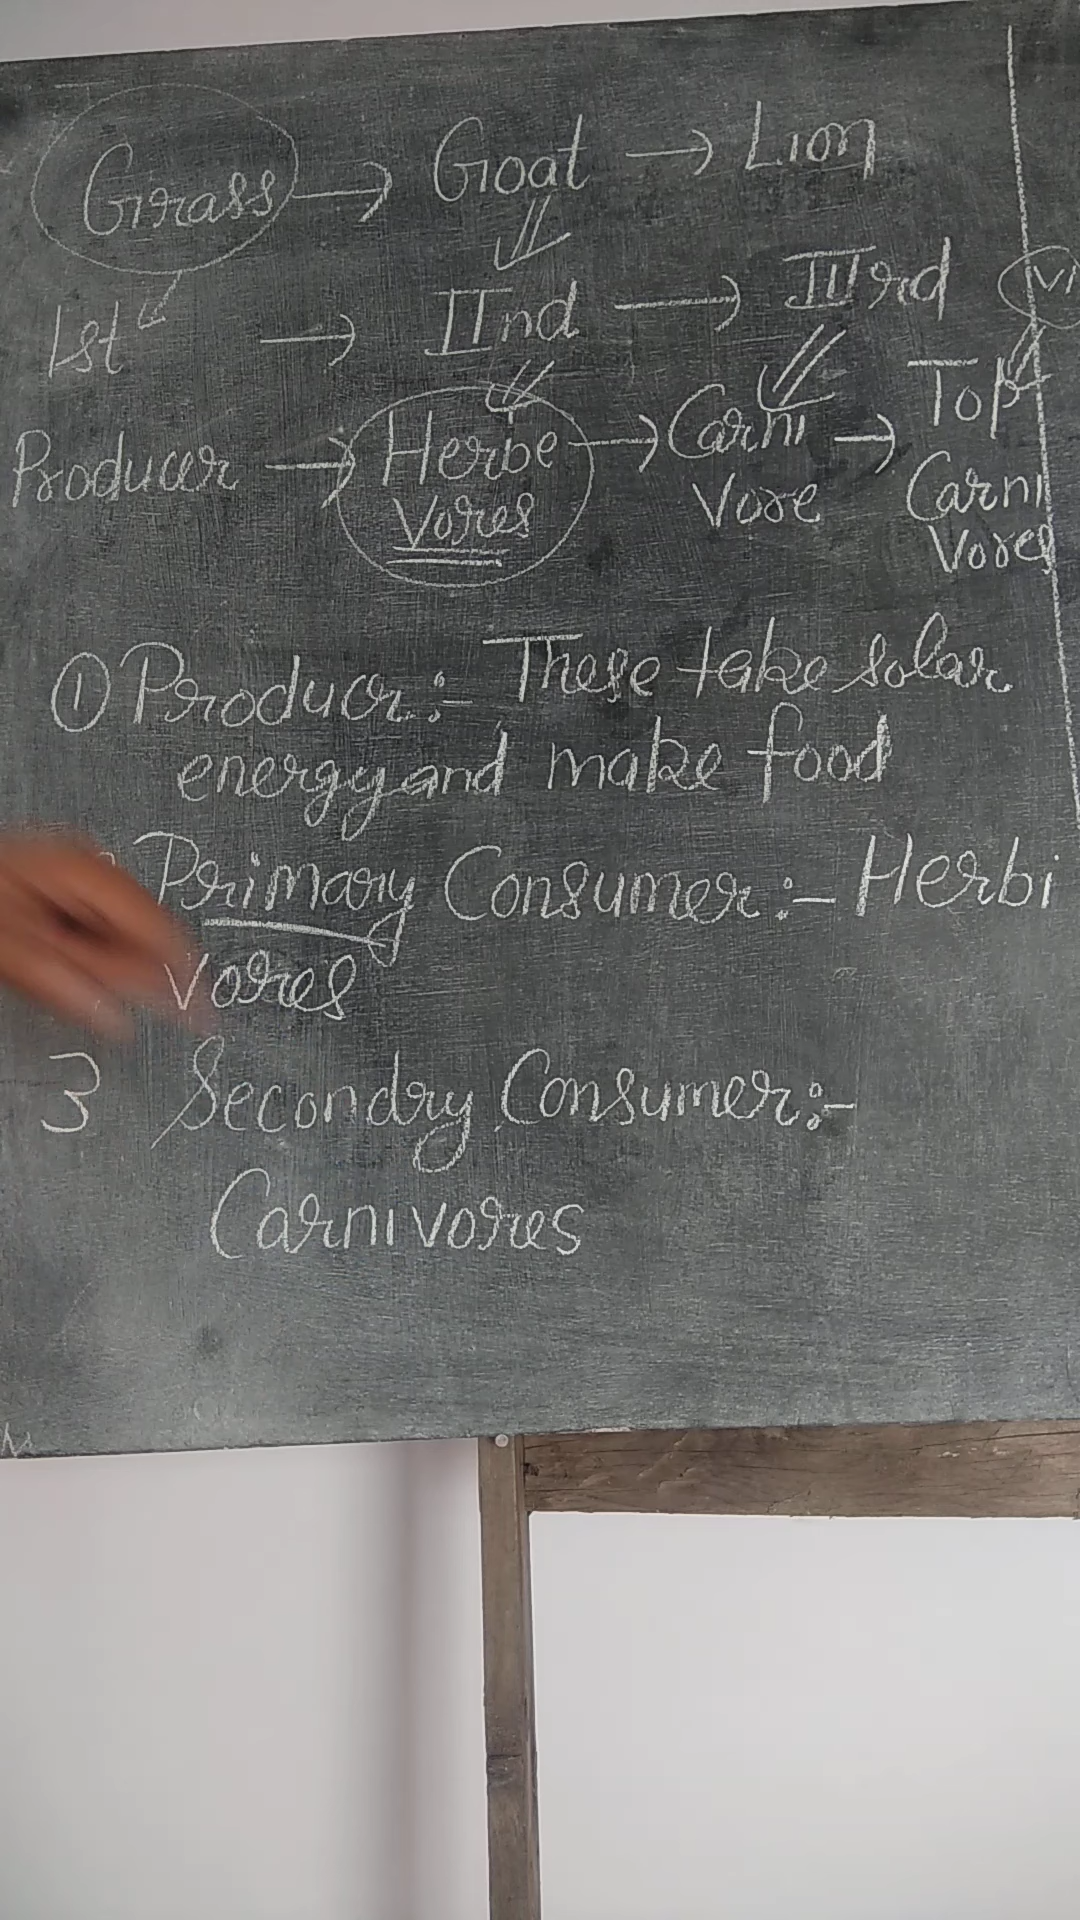 Grass → Goat → Lion
Ist → IInd → IIIrd
Producer → Herbe → Carni → Top
Vores Vore Carni
Vores
① Producer:- These take solar
energy and make food
Primary Consumer:- Herbi
vores
3 Secondry Consumer:-
Carnivores